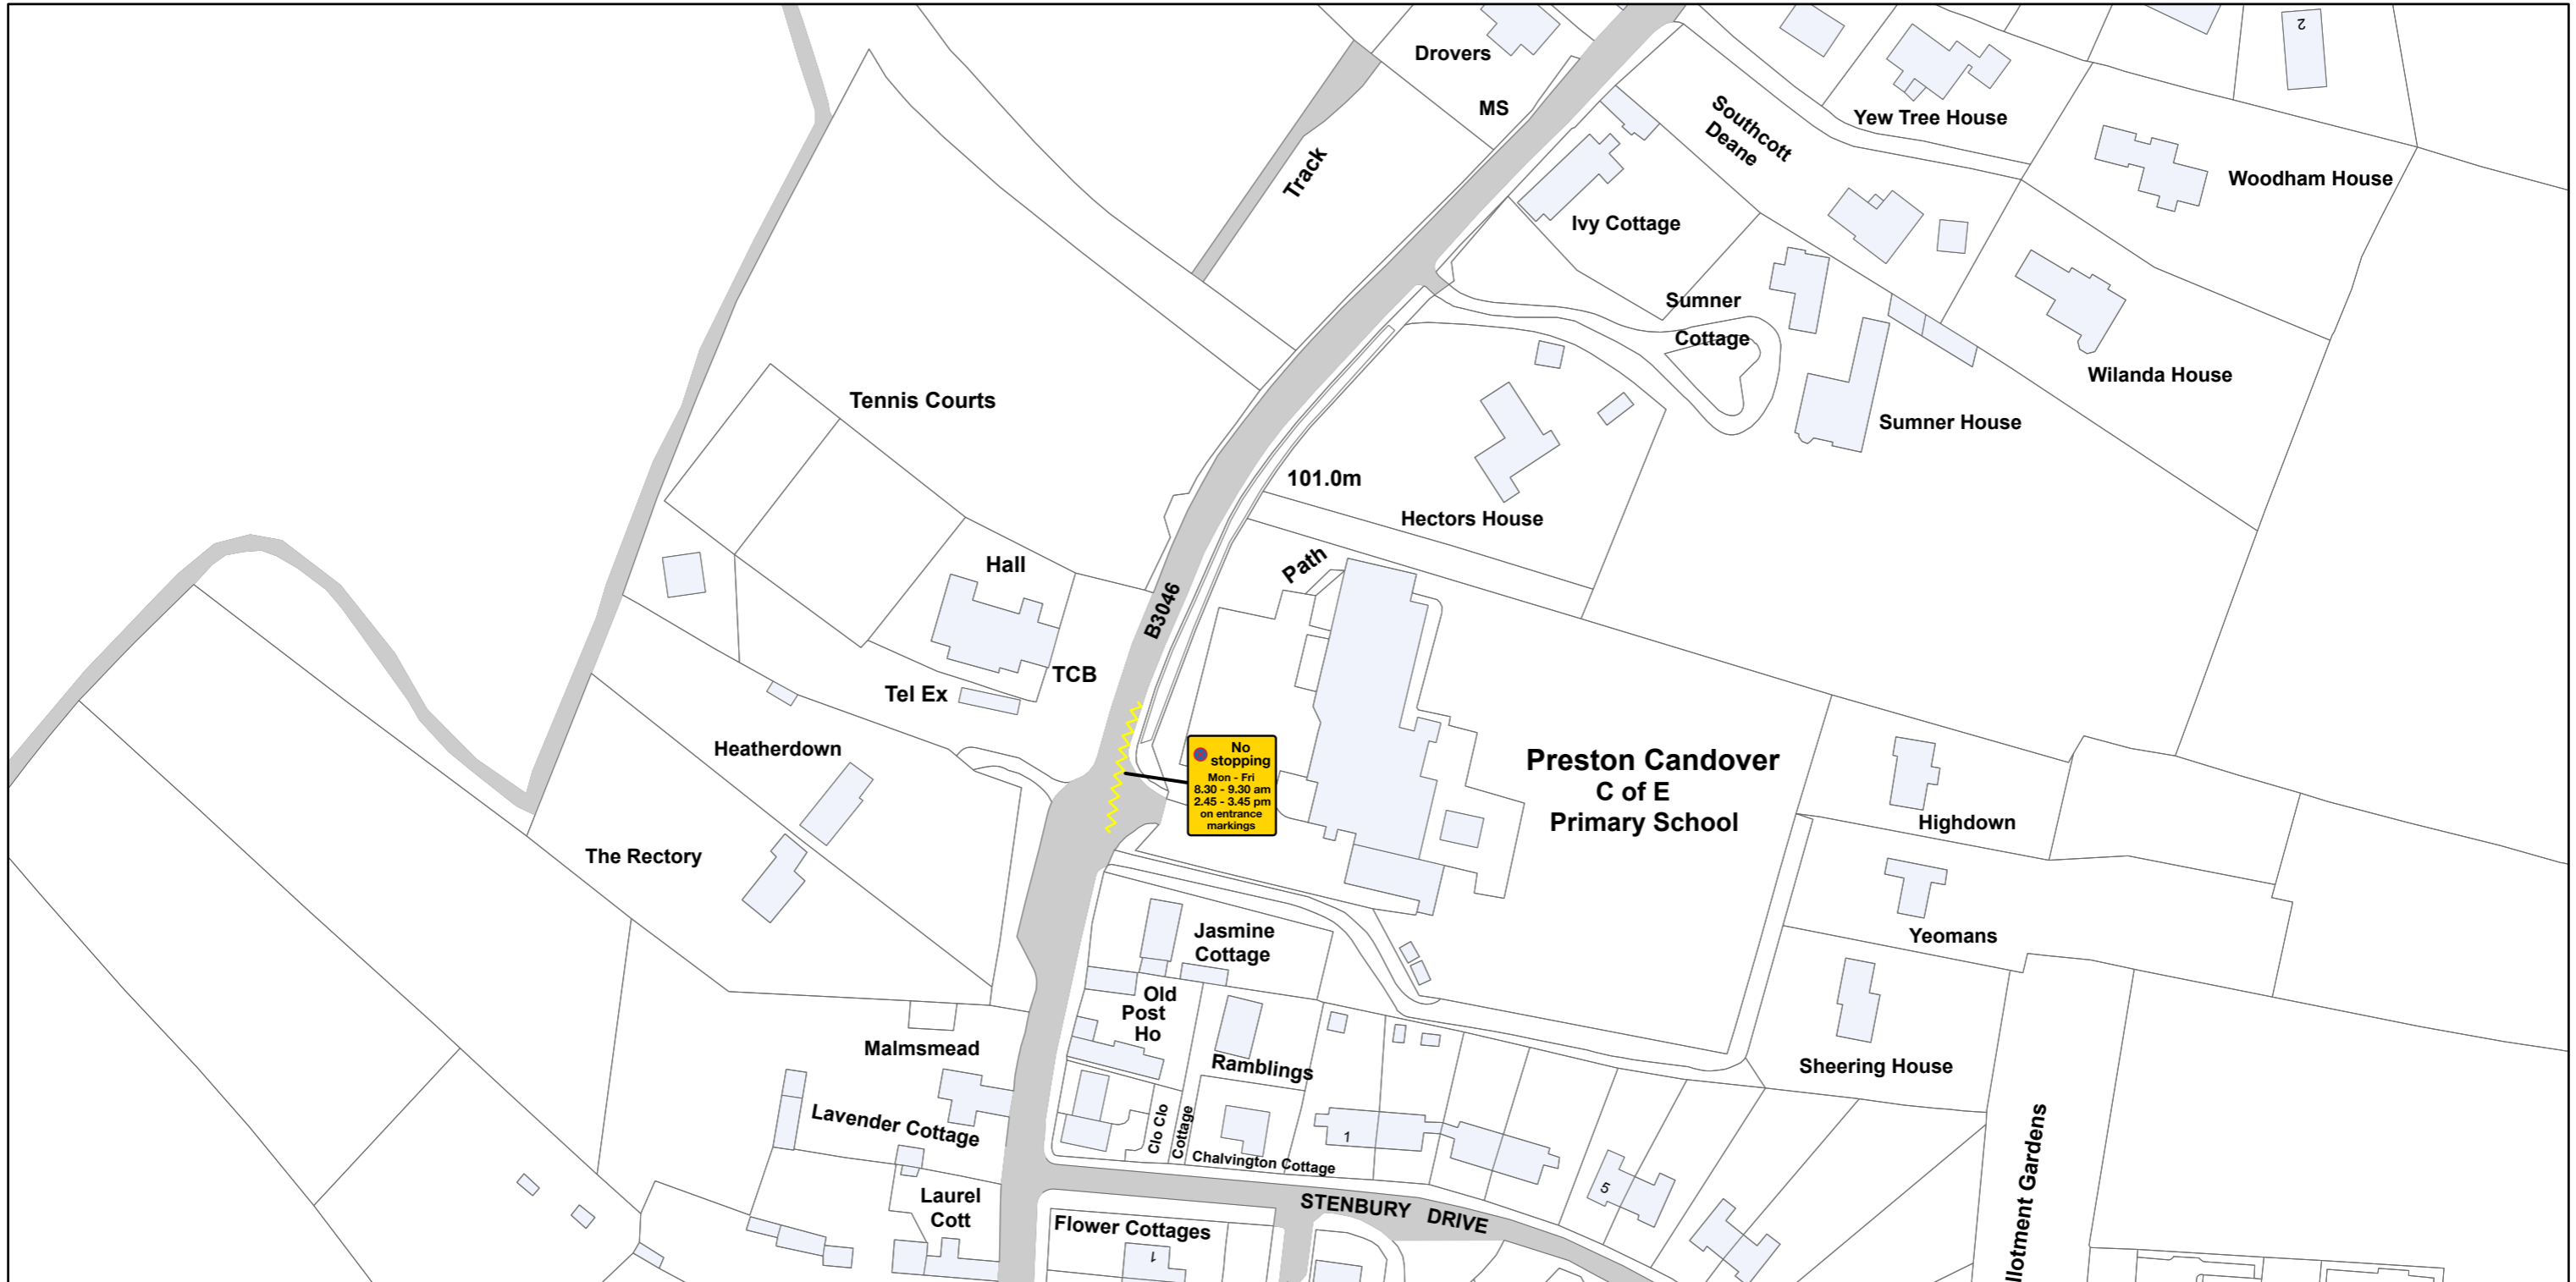 Drovers
MS
2
Southcott
Deane
Yew Tree House
Track
Woodham House
Ivy Cottage
Sumner
Cottage
Wilanda House
Tennis Courts
Sumner House
101.0m
Hectors House
Hall
Path
B3046
TCB
Tel Ex
Heatherdown
No
stopping
Mon - Fri
8.30 - 9.30 am
2.45 - 3.45 pm
on entrance
markings
Preston Candover
C of E
Primary School
Highdown
The Rectory
Jasmine
Cottage
Yeomans
Old
Post
Ho
Malmsmead
Ramblings
Sheering House
Lavender Cottage
Clo Clo
Cottage
1
Chalvington Cottage
5
Laurel
Cott
STENBURY DRIVE
Flower Cottages
1
llotment Gardens